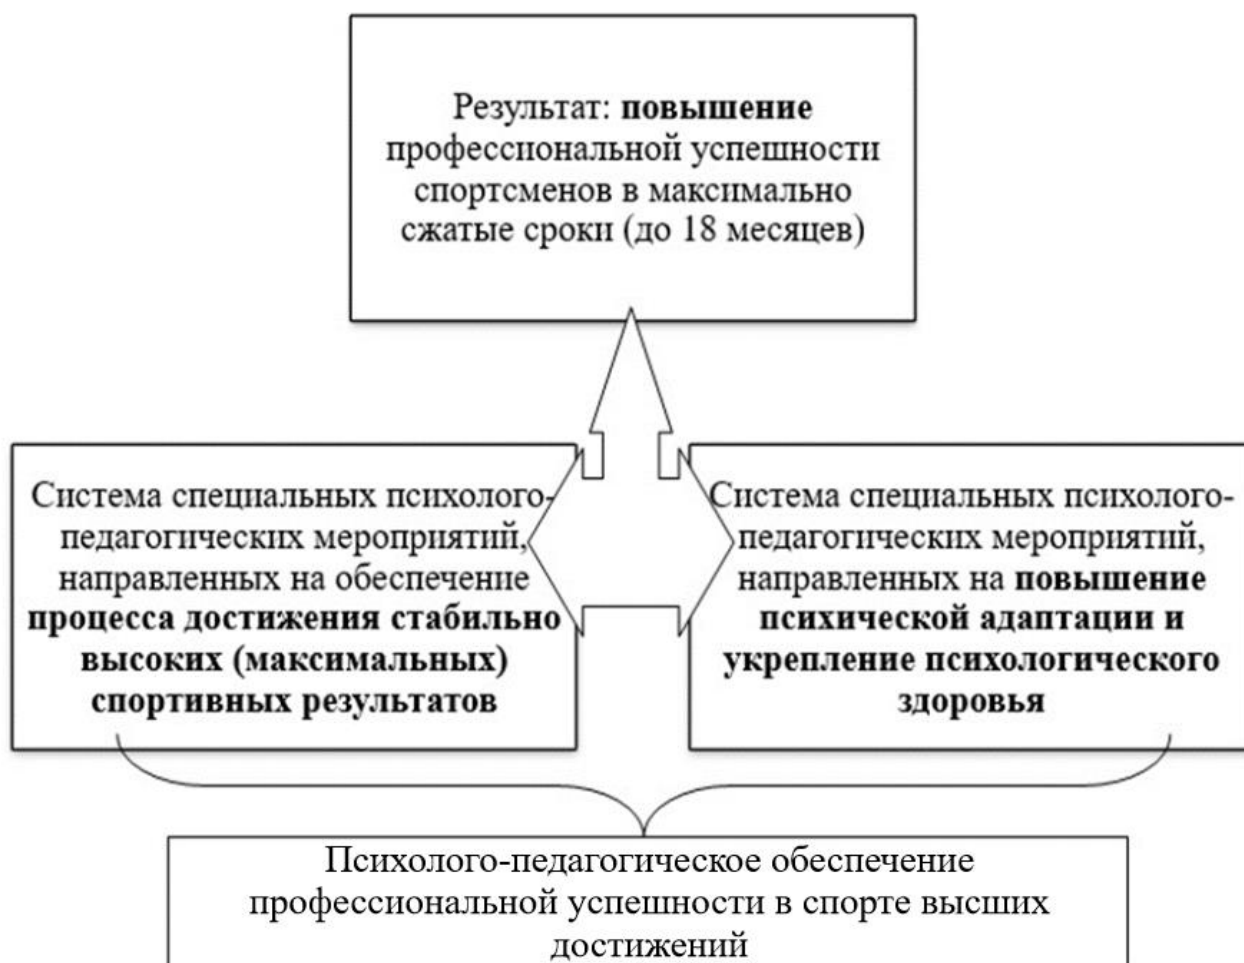 Результат: повышение
профессиональной успешности
спортсменов в максимально
сжатые сроки (до 18 месяцев)
Система специальных психолого-
педагогических мероприятий,
направленных на обеспечение
процесса достижения стабильно
высоких (максимальных)
спортивных результатов
Система специальных психолого-
педагогических мероприятий,
направленных на повышение
психической адаптации и
укрепление психологического
здоровья
Психолого-педагогическое обеспечение
профессиональной успешности в спорте высших
достижений